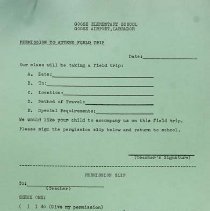 GOOSE ELEMENTARY SCHOOL
GOOSE AIRPORT, LABRADOR
PERMISSION TO ATTEND FIELD TRIP
Date:
Our class will be taking a field trip:
A. Date:
B. To:
C. Location:
D. Method of Travel:
E. Special Requirements:
We would like your child to accompany us on this field trip.
Please sign the permission slip below and return to school.
(Teacher's Signature)
PERMISSION SLIP
To:
(Teacher)
CHECK ONE:
( ) I do (Give my permission)